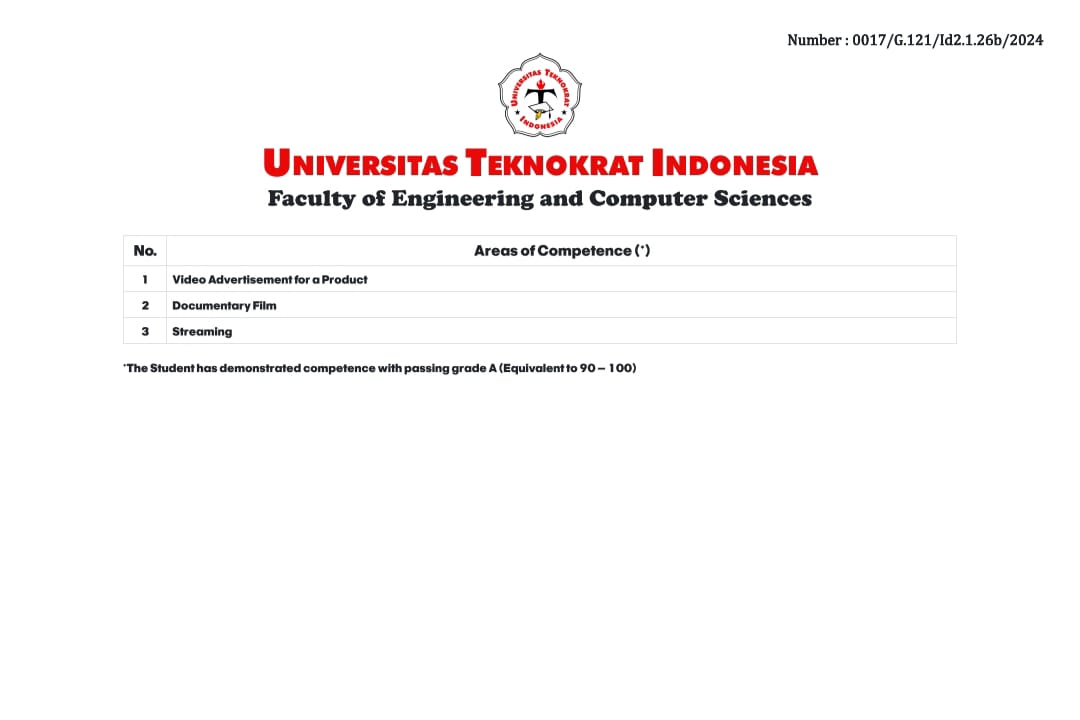 Number : 0017/G.121/Id2.1.26b/2024
UNIVERSITAS TEKNOKRAT
INDONESIA
UNIVERSITAS TEKNOKRAT INDONESIA
Faculty of Engineering and Computer Sciences
No. Areas of Competence (*)
1 Video Advertisement for a Product
2 Documentary Film
3 Streaming
*The Student has demonstrated competence with passing grade A (Equivalent to 90 – 100)